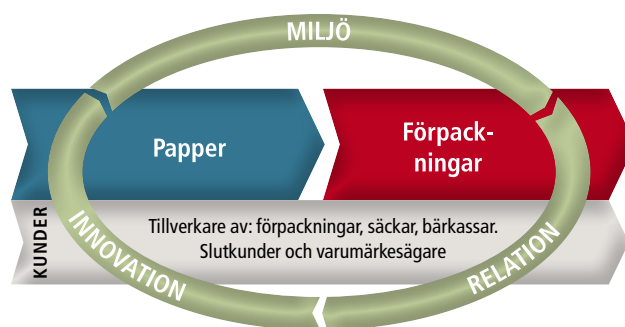 MILJÖ
Papper
Förpack-
ningar
KUNDER
Tillverkare av: förpackningar, säckar, bärkassar.
Slutkunder och varumärkesägare
INNOVATION
RELATION